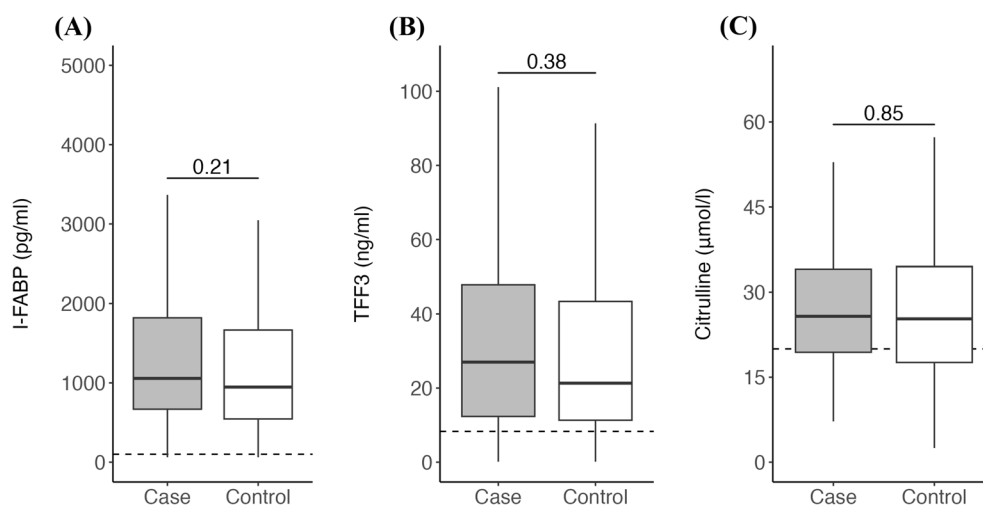 (A)
I-FABP (pg/ml)
5000
4000
3000
2000
1000
0
0.21
Case Control
(B)
TFF3 (ng/ml)
100
80
60
40
20
0
0.38
Case Control
(C)
Citrulline (µmol/l)
60
45
30
15
0
0.85
Case Control